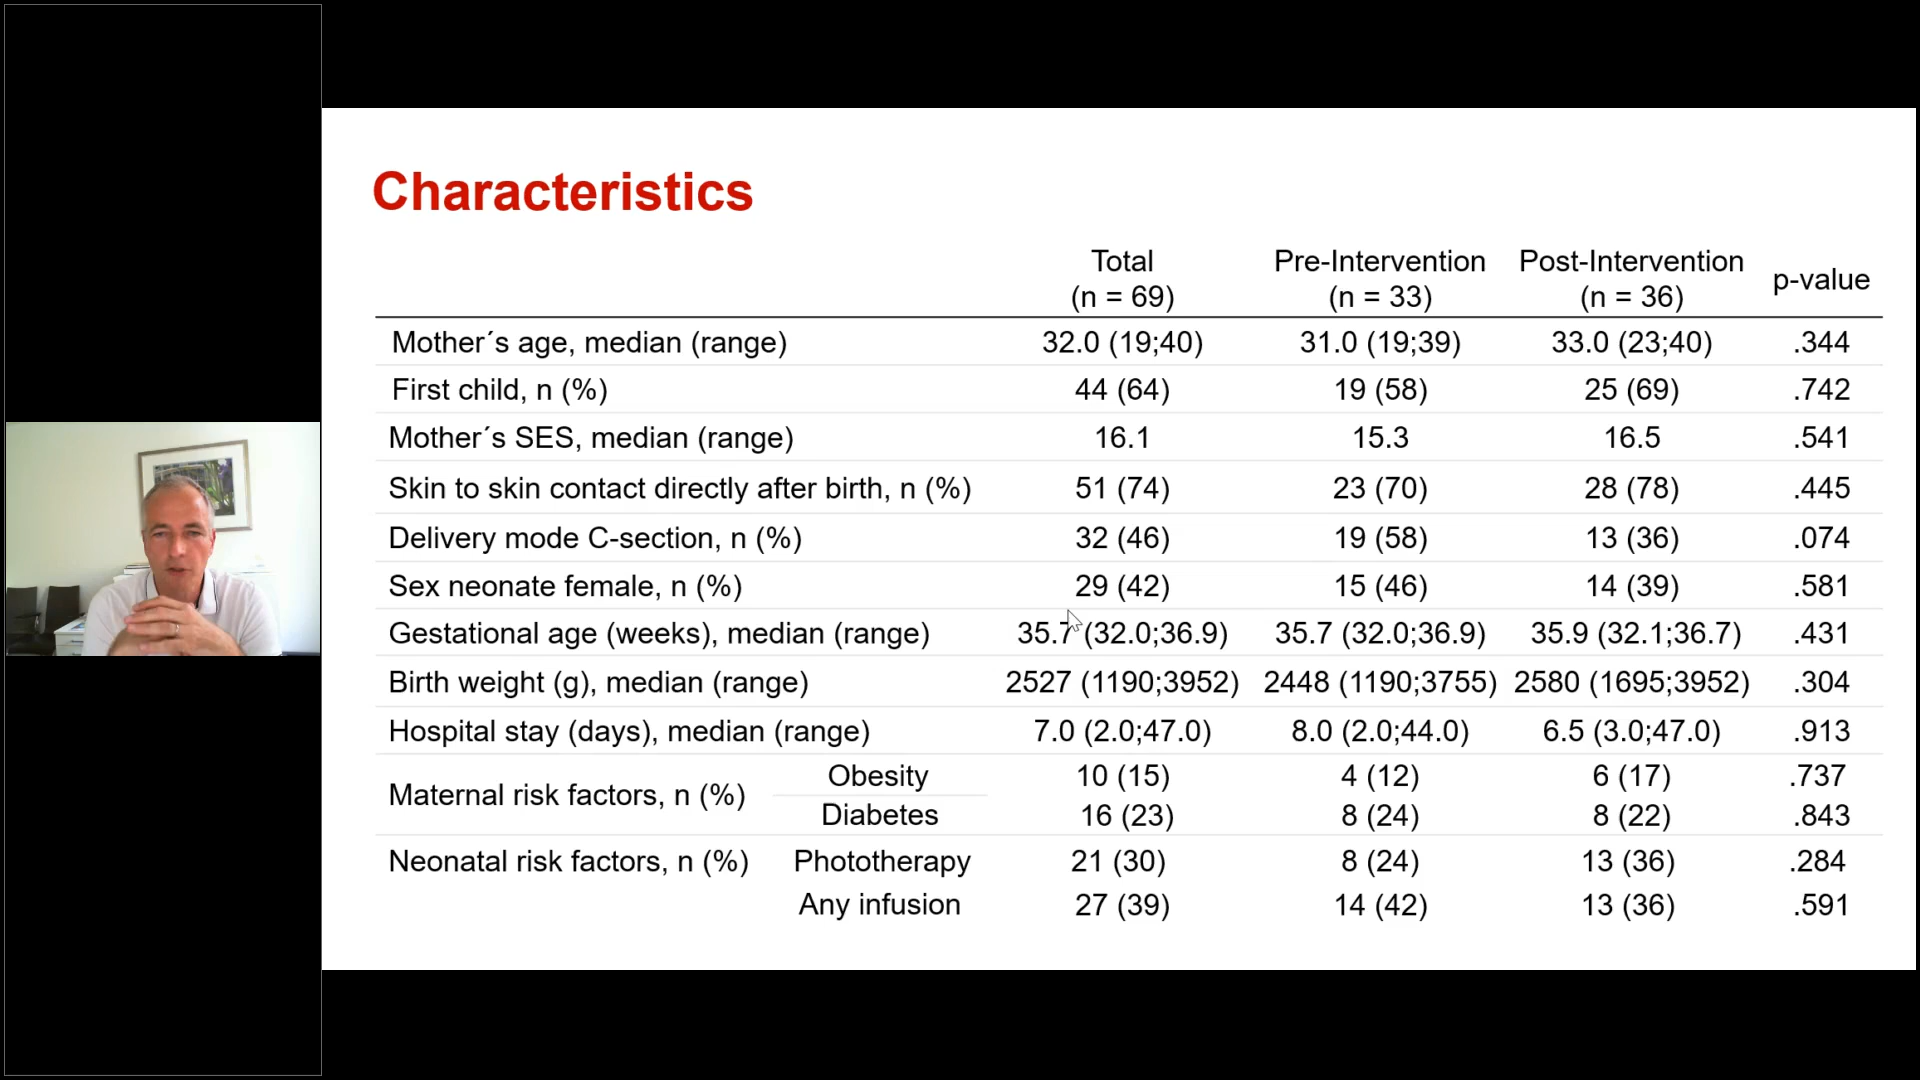 Characteristics
Total Pre-Intervention Post-Intervention p-value
(n = 69) (n = 33) (n = 36)
Mother´s age, median (range) 32.0 (19;40) 31.0 (19;39) 33.0 (23;40) .344
First child, n (%) 44 (64) 19 (58) 25 (69) .742
Mother´s SES, median (range) 16.1 15.3 16.5 .541
Skin to skin contact directly after birth, n (%) 51 (74) 23 (70) 28 (78) .445
Delivery mode C-section, n (%) 32 (46) 19 (58) 13 (36) .074
Sex neonate female, n (%) 29 (42) 15 (46) 14 (39) .581
Gestational age (weeks), median (range) 35.7 (32.0;36.9) 35.7 (32.0;36.9) 35.9 (32.1;36.7) .431
Birth weight (g), median (range) 2527 (1190;3952) 2448 (1190;3755) 2580 (1695;3952) .304
Hospital stay (days), median (range) 7.0 (2.0;47.0) 8.0 (2.0;44.0) 6.5 (3.0;47.0) .913
Maternal risk factors, n (%) Obesity 10 (15) 4 (12) 6 (17) .737
Diabetes 16 (23) 8 (24) 8 (22) .843
Neonatal risk factors, n (%) Phototherapy 21 (30) 8 (24) 13 (36) .284
Any infusion 27 (39) 14 (42) 13 (36) .591